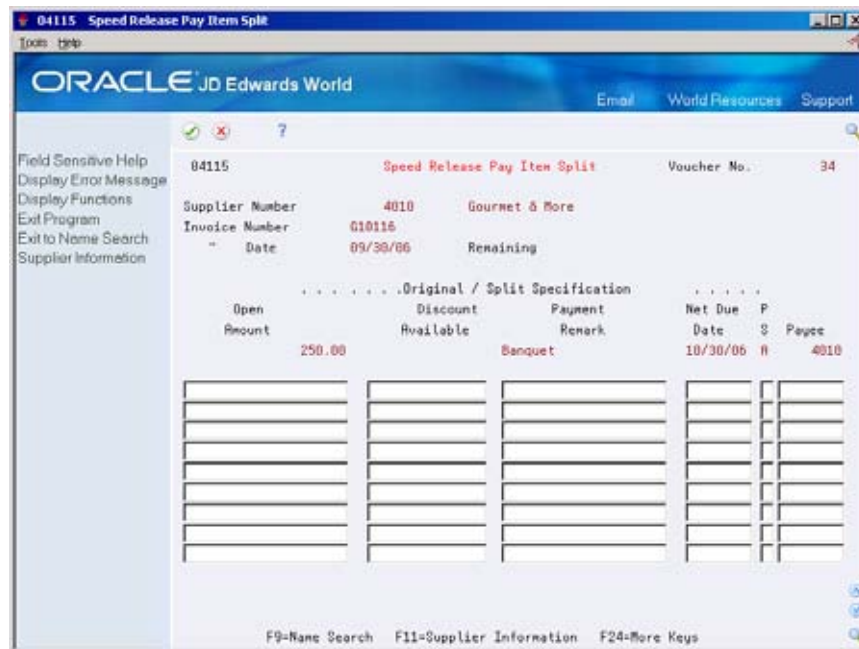 04115 Speed Release Pay Item Split
Tools Help
ORACLE JD Edwards World
Email World Resources Support
?
Field Sensitive Help
Display Error Message
Display Functions
Exit Program
Exit to Name Search
Supplier Information
04115 Speed Release Pay Item Split Voucher No. 34
Supplier Number 4010 Gourmet & More
Invoice Number G10116
" Date 09/30/06 Remaining
. . . . . . .Original / Split Specification . . . . .
Open Discount Payment Net Due P
Amount Available Remark Date S Payee
250.00 Banquet 10/30/06 A 4010
F9=Name Search F11=Supplier Information F24=More Keys